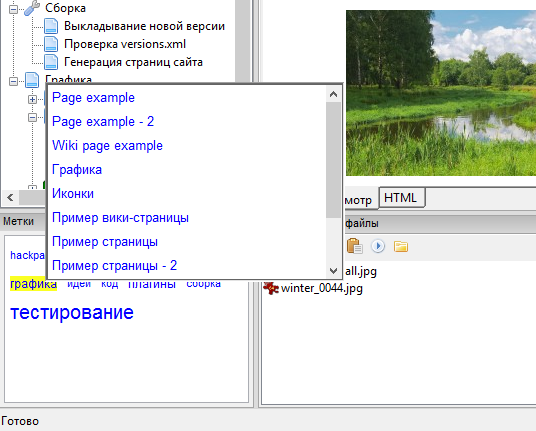 Сборка
Выкладывание новой версии
Проверка versions.xml
Генерация страниц сайта
Графика
Page example
Page example - 2
Wiki page example
Графика
Иконки
Пример вики-страницы
Пример страницы
Пример страницы - 2
HTML
Метки
файлы
графика идеи код плагины сборка
all.jpg
winter_0044.jpg
тестирование
Готово